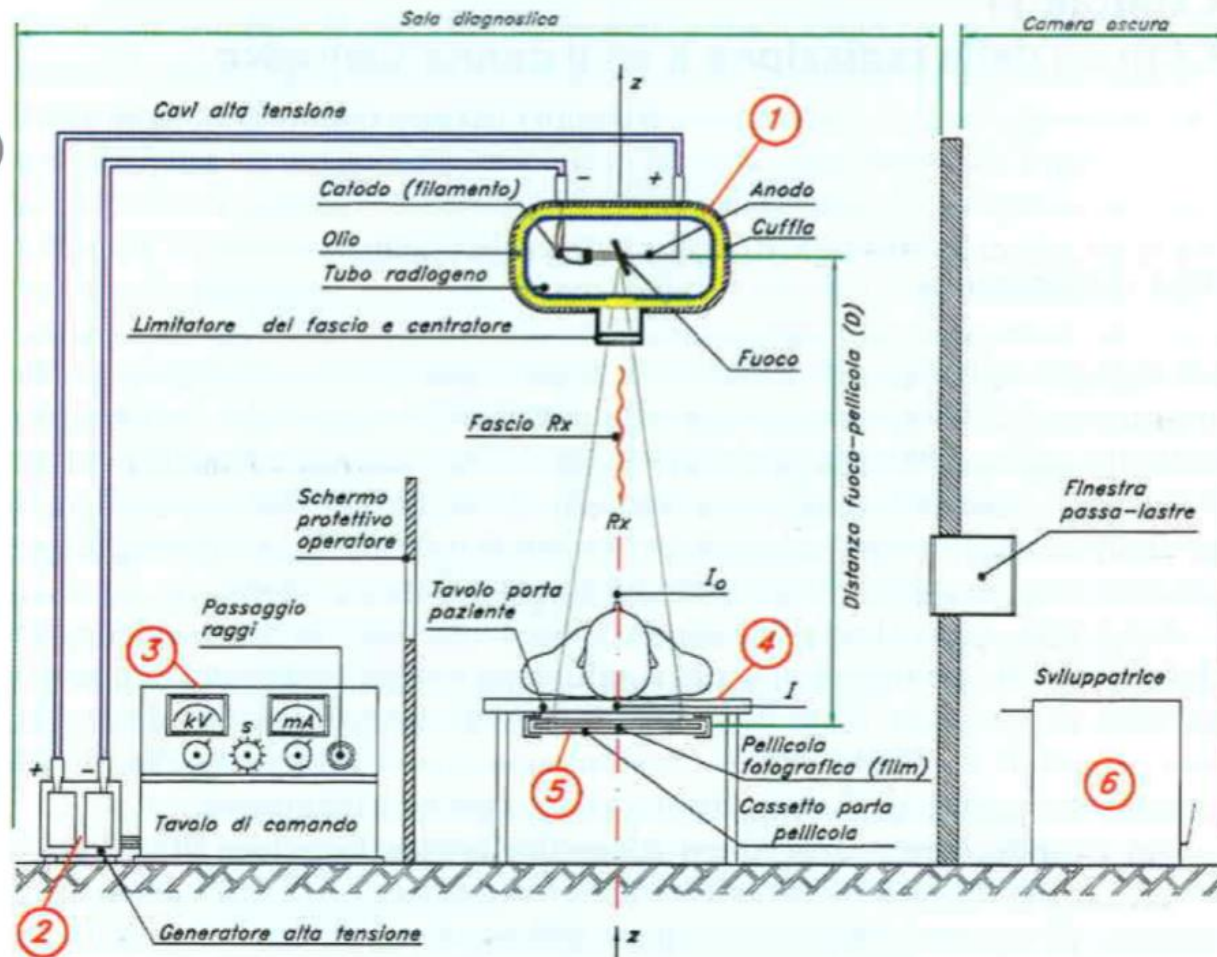 Sala diagnostica
Camera oscura
z
Cavi alta tensione
1
- +
Catodo (filamento)
Anodo
Olio
Cuffia
Tubo radiogeno
Limitatore del fascio e centratore
Fuoco
Distanza fuoco-pellicola (D)
Fascio Rx
Rx
Schermo
protettivo
operatore
Finestra
passa-lastre
Io
Tavolo porta
paziente
Passaggio
raggi
3
4
I
Sviluppatrice
kV
s
mA
+ -
Pellicola
fotografica (film)
5
6
Cassetto porta
pellicola
Tavolo di comando
2
Generatore alta tensione
z